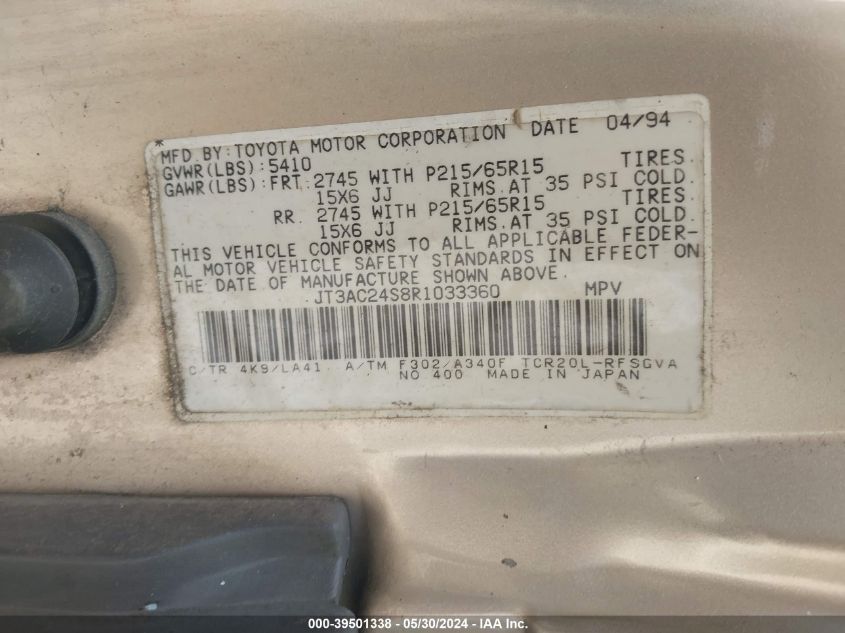 * MFD. BY: TOYOTA MOTOR CORPORATION DATE 04/94
GVWR(LBS):5410
GAWR(LBS):FRT. 2745 WITH P215/65R15 TIRES.
15X6 JJ RIMS.AT 35 PSI COLD.
RR. 2745 WITH P215/65R15 TIRES.
15X6 JJ RIMS.AT 35 PSI COLD.
THIS VEHICLE CONFORMS TO ALL APPLICABLE FEDER-
AL MOTOR VEHICLE SAFETY STANDARDS IN EFFECT ON
THE DATE OF MANUFACTURE SHOWN ABOVE.
JT3AC24S8R1033360 MPV
C/TR 4K9/LA41 A/TM F302/A340F TCR20L-RFSGVA
NO.400 MADE IN JAPAN
000-39501338 - 05/30/2024 - IAA Inc.